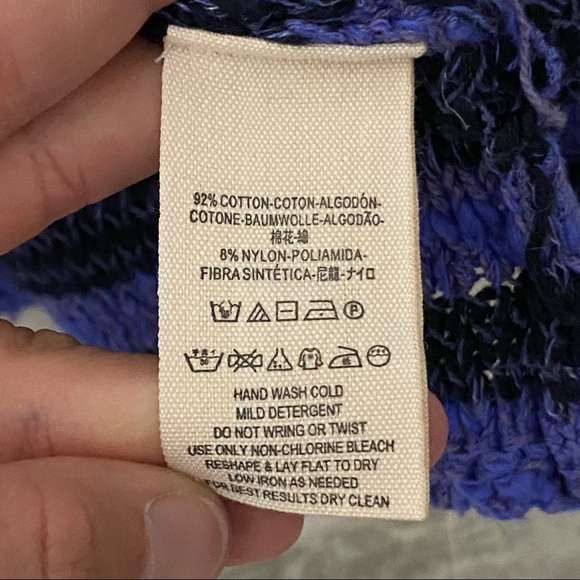 92% COTTON-COTON-ALGODÓN-
COTONE-BAUMWOLLE-ALGODÃO-
棉花-綿
8% NYLON-POLIAMIDA-
FIBRA SINTÉTICA-尼龍-ナイロ
HAND WASH COLD
MILD DETERGENT
DO NOT WRING OR TWIST
USE ONLY NON-CHLORINE BLEACH
RESHAPE & LAY FLAT TO DRY
LOW IRON AS NEEDED
FOR BEST RESULTS DRY CLEAN